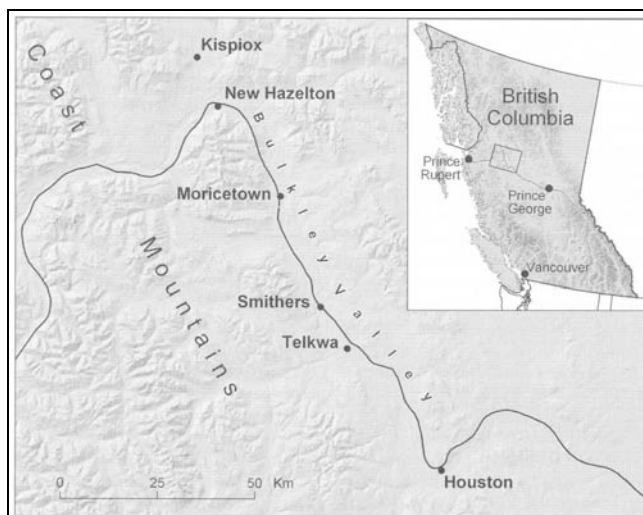 Coast
Mountains
Kispiox
New Hazelton
Bulkley Valley
Moricetown
Smithers
Telkwa
Houston
0 25 50 Km
British
Columbia
Prince
Rupert
Prince
George
Vancouver